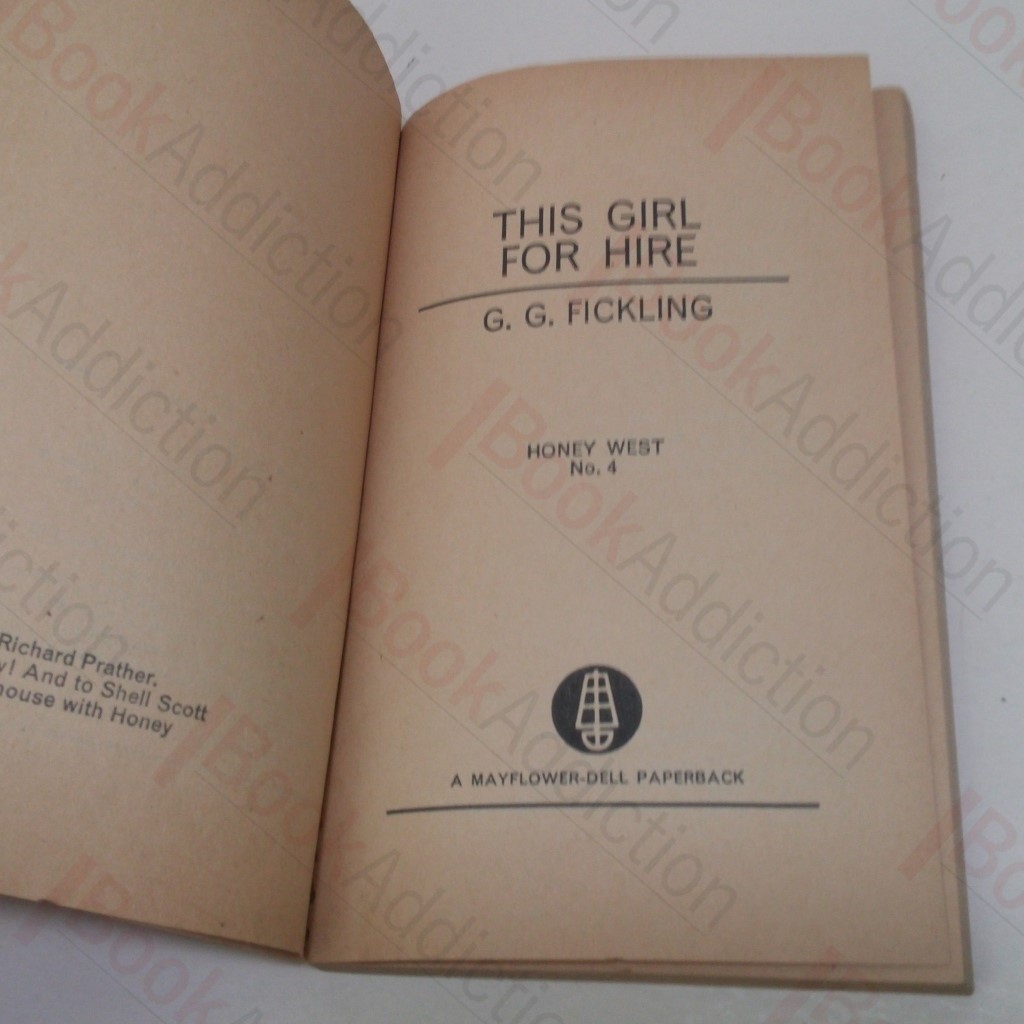 Richard Prather.
y! And to Shell Scott
house with Honey
THIS GIRL
FOR HIRE
G. G. FICKLING
HONEY WEST
No. 4
A MAYFLOWER-DELL PAPERBACK
BookAddiction